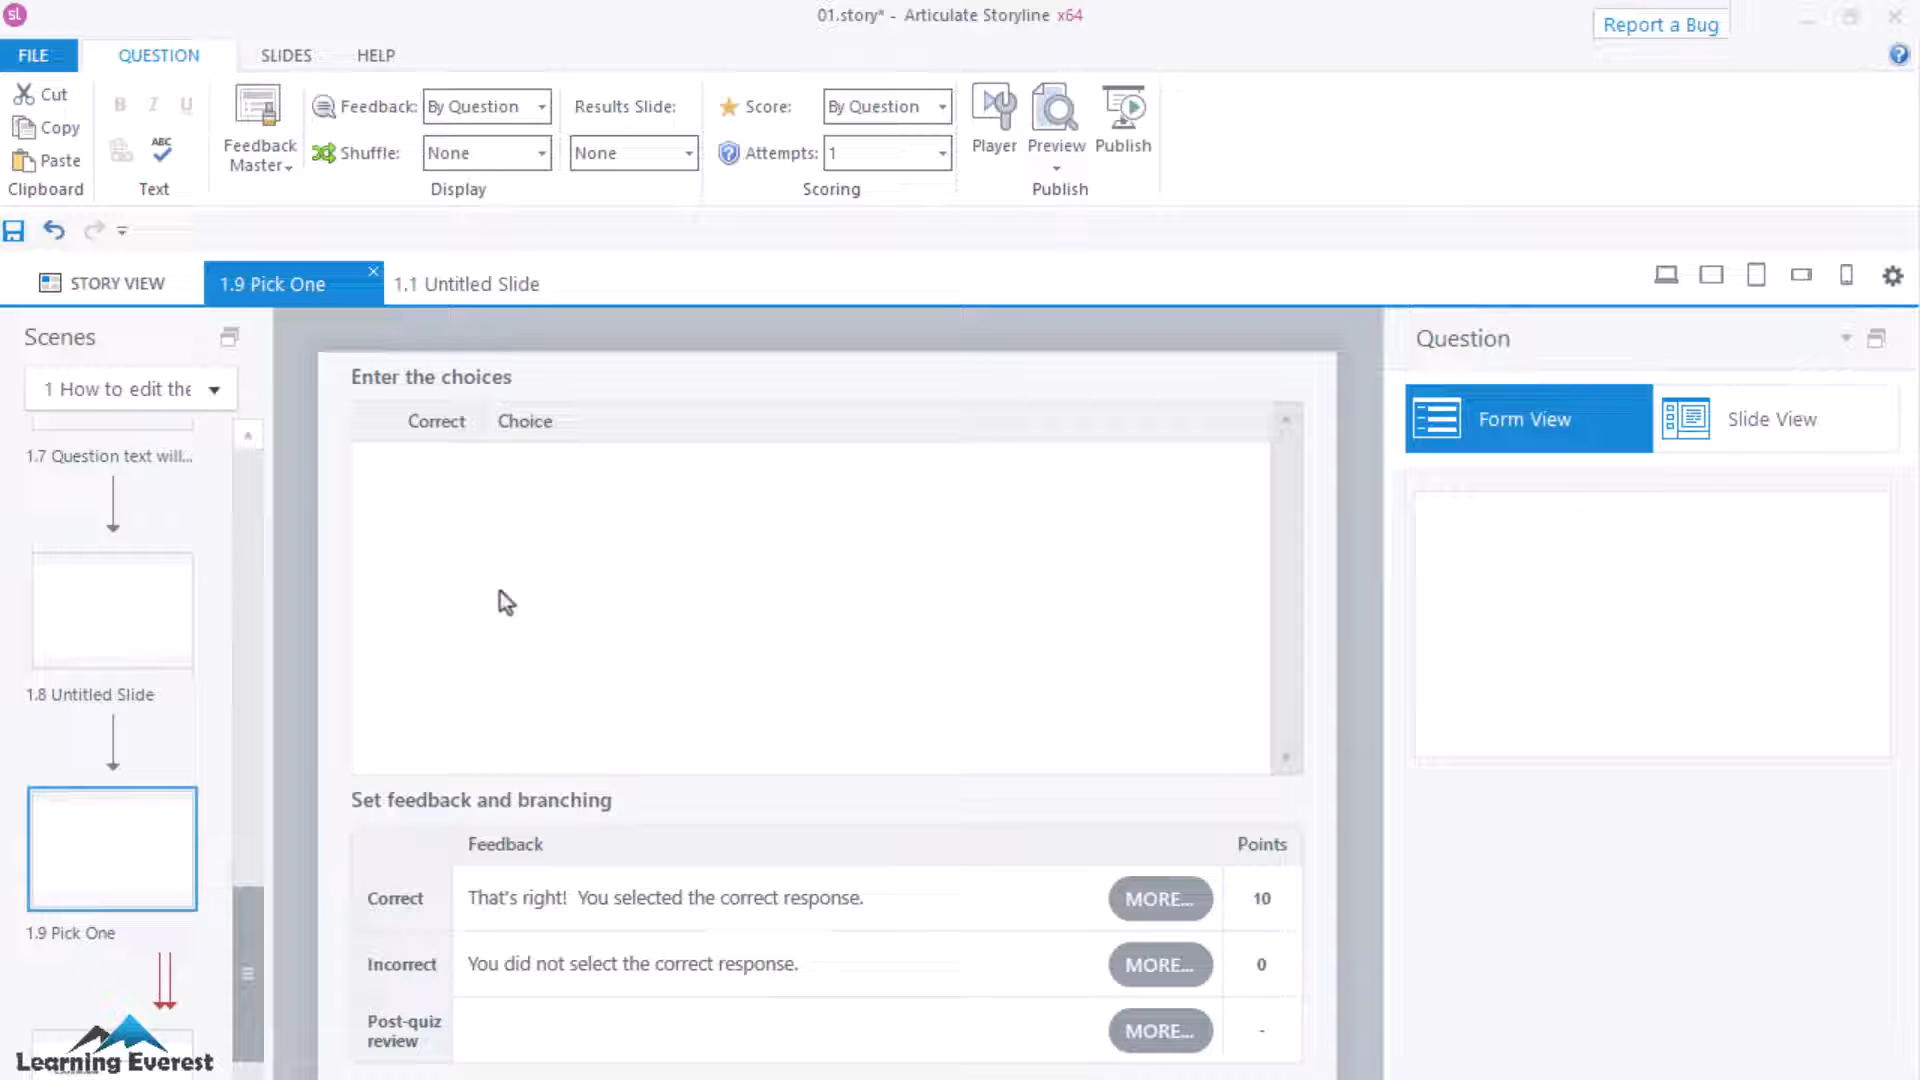 sl
01.story* - Articulate Storyline x64
Report a Bug
FILE
QUESTION
SLIDES
HELP
?
Cut
Copy
Paste
Clipboard
B I U
ABC
Text
Feedback
Master
Feedback: By Question
Shuffle: None
Results Slide:
None
Display
Score: By Question
Attempts: 1
Scoring
Player
Preview
Publish
Publish
STORY VIEW
1.9 Pick One
1.1 Untitled Slide
Scenes
1 How to edit the
1.7 Question text will...
1.8 Untitled Slide
1.9 Pick One
Learning Everest
Enter the choices
Correct Choice
Set feedback and branching
Feedback Points
Correct That's right! You selected the correct response. MORE... 10
Incorrect You did not select the correct response. MORE... 0
Post-quiz
review MORE... -
Question
Form View
Slide View